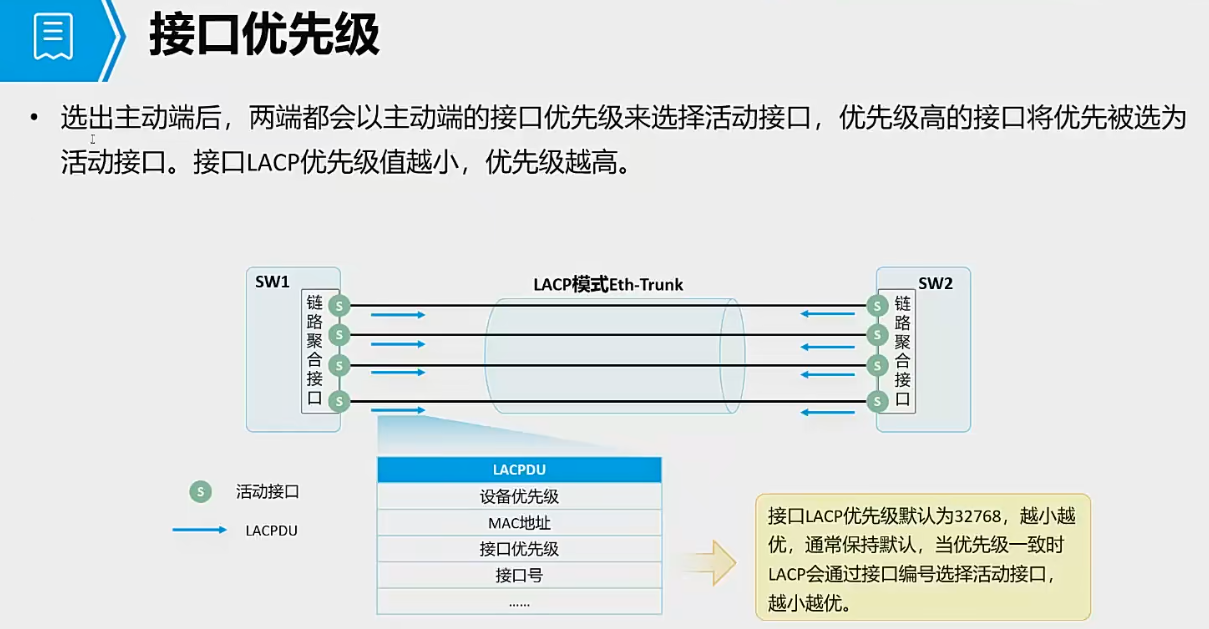 接口优先级
• 选出主动端后，两端都会以主动端的接口优先级来选择活动接口，优先级高的接口将优先被选为
活动接口。接口LACP优先级值越小，优先级越高。
LACP模式Eth-Trunk
SW1
SW2
链
路
聚
合
接
口
S
S
S
S
S
S
S
S
链
路
聚
合
接
口
LACPDU
设备优先级
MAC地址
接口优先级
接口号
......
S 活动接口
LACPDU
接口LACP优先级默认为32768，越小越
优，通常保持默认，当优先级一致时
LACP会通过接口编号选择活动接口，
越小越优。